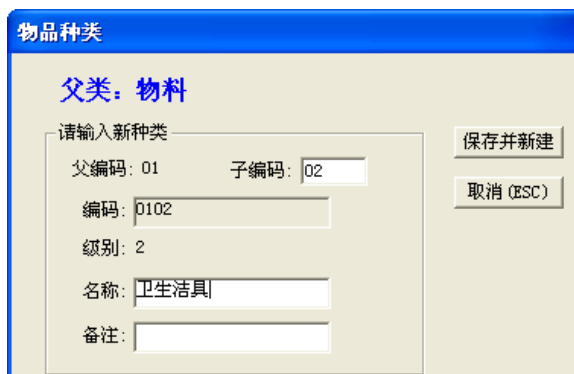 物品种类
父类：物料
请输入新种类
保存并新建
父编码: 01 子编码: 02
取消(ESC)
编码: 0102
级别: 2
名称: 卫生洁具
备注: